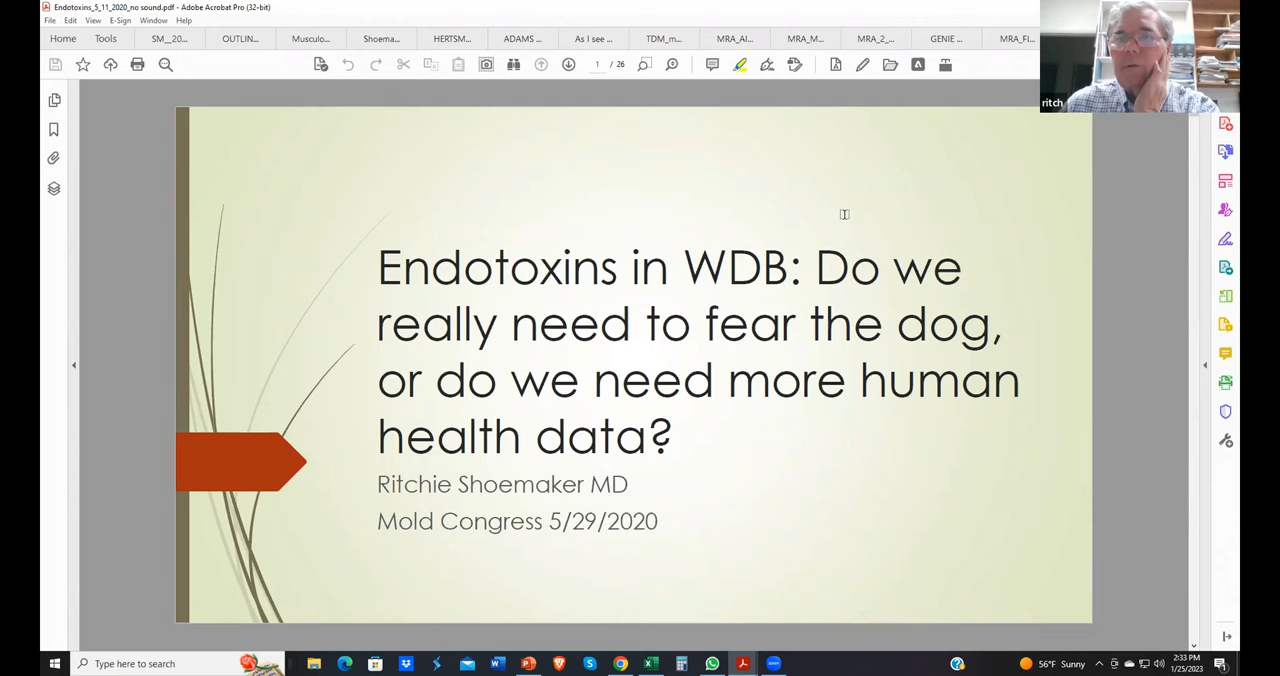 Endotoxins_5_11_2020_no sound.pdf - Adobe Acrobat Pro (32-bit)
File Edit View E-Sign Window Help
Home Tools SM__20... OUTLIN... Musculo... Shoema... HERTSM... ADAMS ... As I see ... TDM_m... MRA_AI... MRA_M... MRA_2_... GENIE ... MRA_FI...
1 / 26
ritch
Endotoxins in WDB: Do we
really need to fear the dog,
or do we need more human
health data?
Ritchie Shoemaker MD
Mold Congress 5/29/2020
Type here to search
56°F Sunny
2:33 PM
1/25/2023